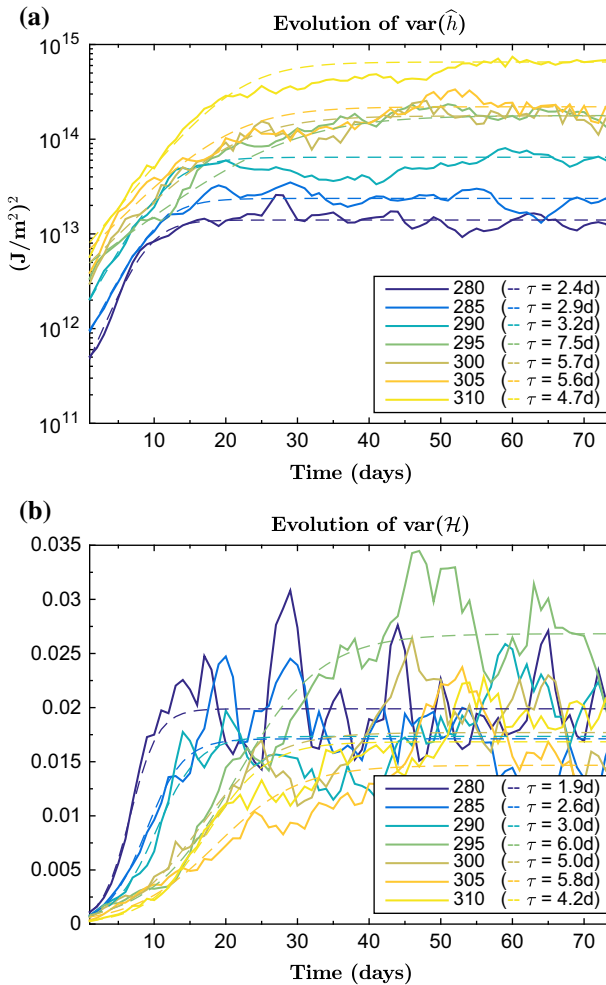 (a)
Evolution of var(ĥ)
10^15
10^14
10^13
10^12
10^11
(J/m^2)^2
280 (-- τ = 2.4d)
285 (-- τ = 2.9d)
290 (-- τ = 3.2d)
295 (-- τ = 7.5d)
300 (-- τ = 5.7d)
305 (-- τ = 5.6d)
310 (-- τ = 4.7d)
10 20 30 40 50 60 70
Time (days)
(b)
Evolution of var(ℋ)
0.035
0.03
0.025
0.02
0.015
0.01
0.005
0
280 (-- τ = 1.9d)
285 (-- τ = 2.6d)
290 (-- τ = 3.0d)
295 (-- τ = 6.0d)
300 (-- τ = 5.0d)
305 (-- τ = 5.8d)
310 (-- τ = 4.2d)
10 20 30 40 50 60 70
Time (days)